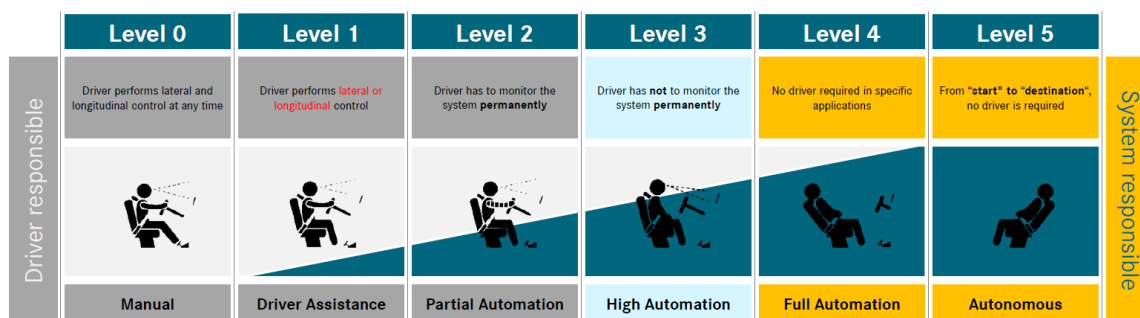 Level 0
Level 1
Level 2
Level 3
Level 4
Level 5
Driver responsible
Driver performs lateral and
longitudinal control at any time
Driver performs lateral or
longitudinal control
Driver has to monitor the
system permanently
Driver has not to monitor the
system permanently
No driver required in specific
applications
From "start" to "destination",
no driver is required
System responsible
Manual
Driver Assistance
Partial Automation
High Automation
Full Automation
Autonomous